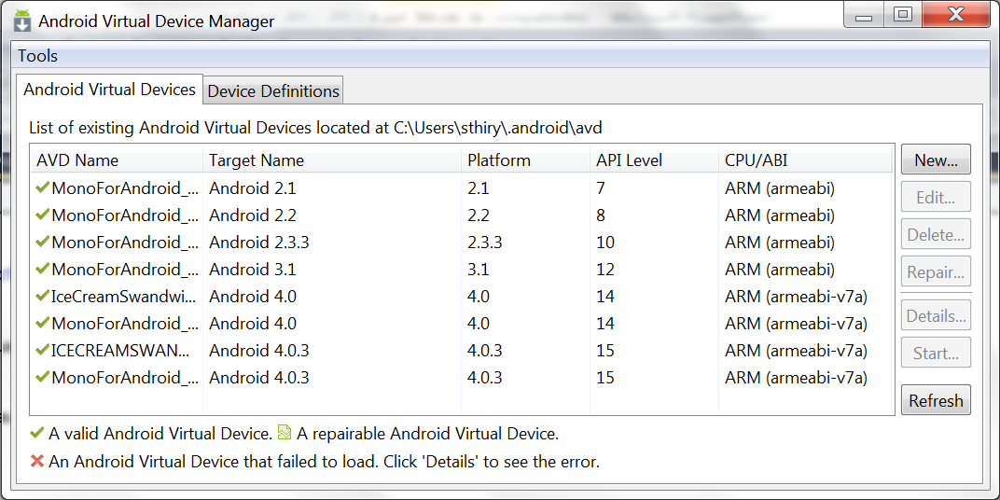 Android Virtual Device Manager
Tools
Android Virtual Devices Device Definitions
List of existing Android Virtual Devices located at C:\Users\sthiry\.android\avd
AVD Name Target Name Platform API Level CPU/ABI
MonoForAndroid_... Android 2.1 2.1 7 ARM (armeabi)
MonoForAndroid_... Android 2.2 2.2 8 ARM (armeabi)
MonoForAndroid_... Android 2.3.3 2.3.3 10 ARM (armeabi)
MonoForAndroid_... Android 3.1 3.1 12 ARM (armeabi)
IceCreamSwandwi... Android 4.0 4.0 14 ARM (armeabi-v7a)
MonoForAndroid_... Android 4.0 4.0 14 ARM (armeabi-v7a)
ICECREAMSWAN... Android 4.0.3 4.0.3 15 ARM (armeabi-v7a)
MonoForAndroid_... Android 4.0.3 4.0.3 15 ARM (armeabi-v7a)
New...
Edit...
Delete...
Repair...
Details...
Start...
Refresh
A valid Android Virtual Device. A repairable Android Virtual Device.
An Android Virtual Device that failed to load. Click 'Details' to see the error.